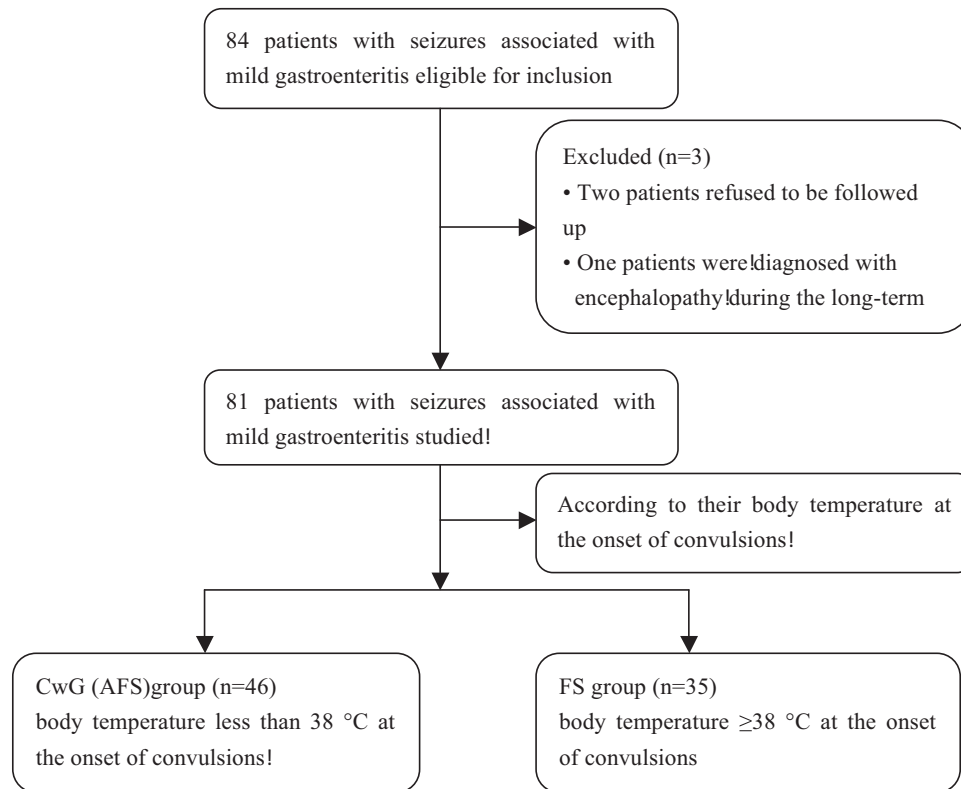 84 patients with seizures associated with
mild gastroenteritis eligible for inclusion
Excluded (n=3)
• Two patients refused to be followed
up
• One patients were!diagnosed with
encephalopathy!during the long-term
81 patients with seizures associated with
mild gastroenteritis studied!
According to their body temperature at
the onset of convulsions!
CwG (AFS)group (n=46)
body temperature less than 38 °C at
the onset of convulsions!
FS group (n=35)
body temperature ≥38 °C at the onset
of convulsions